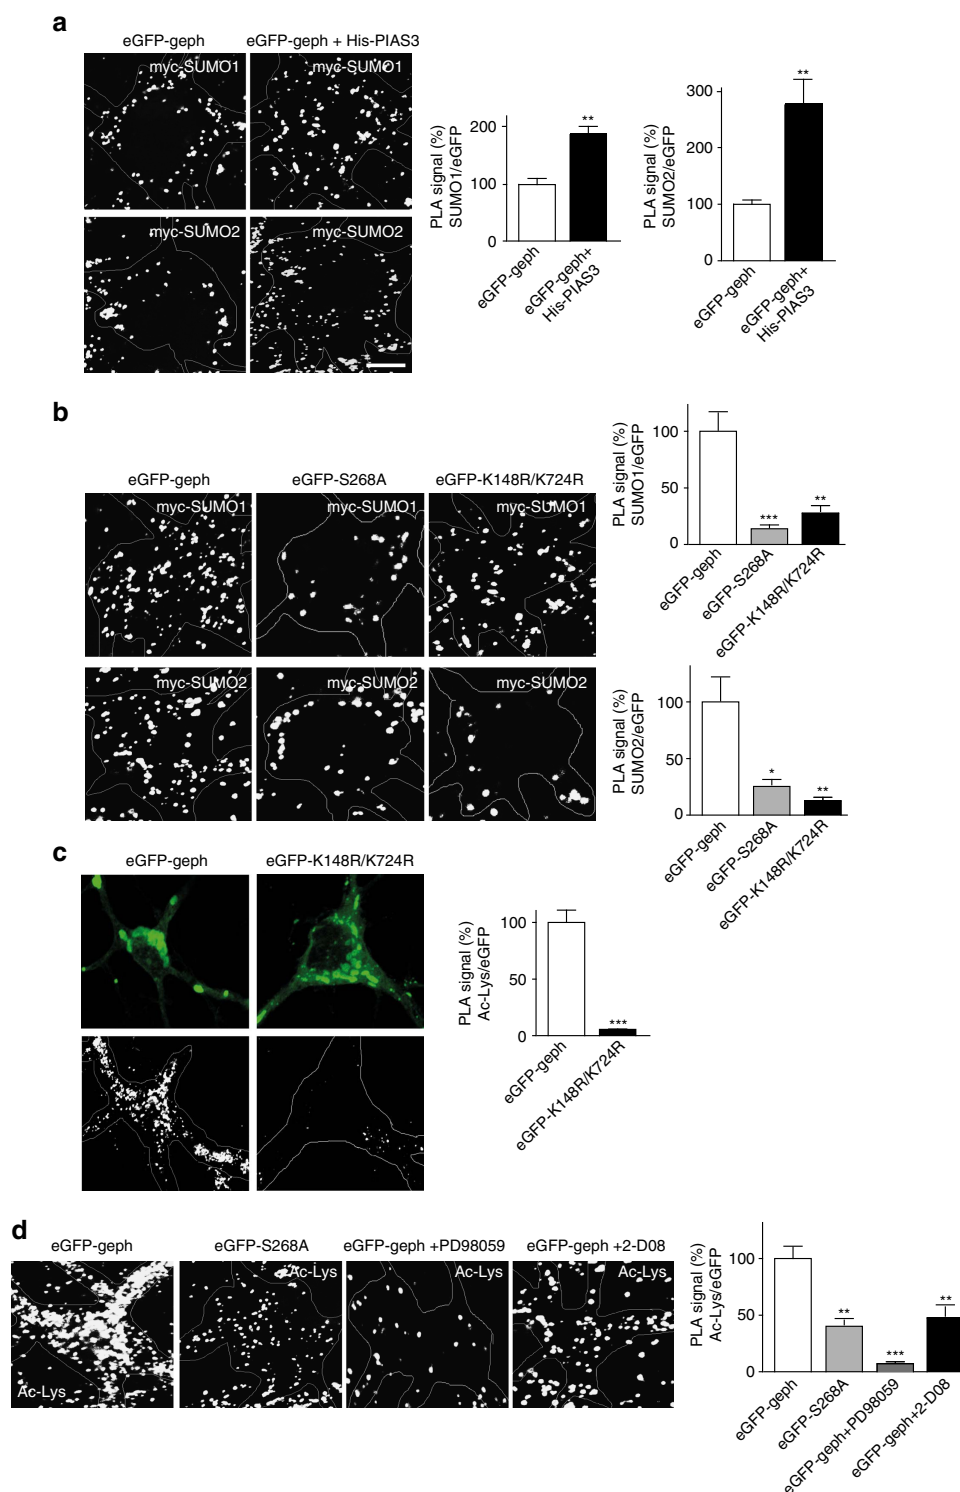 a
eGFP-geph
eGFP-geph + His-PIAS3
myc-SUMO1
myc-SUMO1
myc-SUMO2
myc-SUMO2
PLA signal (%)
SUMO1/eGFP
200
100
0
**
eGFP-geph
eGFP-geph+
His-PIAS3
PLA signal (%)
SUMO2/eGFP
300
200
100
0
**
eGFP-geph
eGFP-geph+
His-PIAS3
b
eGFP-geph
eGFP-S268A
eGFP-K148R/K724R
myc-SUMO1
myc-SUMO1
myc-SUMO1
myc-SUMO2
myc-SUMO2
myc-SUMO2
PLA signal (%)
SUMO1/eGFP
100
50
0
***
**
eGFP-geph
eGFP-S268A
eGFP-K148R/K724R
PLA signal (%)
SUMO2/eGFP
100
50
0
*
**
eGFP-geph
eGFP-S268A
eGFP-K148R/K724R
c
eGFP-geph
eGFP-K148R/K724R
PLA signal (%)
Ac-Lys/eGFP
100
50
0
***
eGFP-geph
eGFP-K148R/K724R
d
eGFP-geph
eGFP-S268A
eGFP-geph +PD98059
eGFP-geph +2-D08
Ac-Lys
Ac-Lys
Ac-Lys
Ac-Lys
PLA signal (%)
Ac-Lys/eGFP
100
50
0
**
***
**
eGFP-geph
eGFP-S268A
eGFP-geph+PD98059
eGFP-geph+2-D08